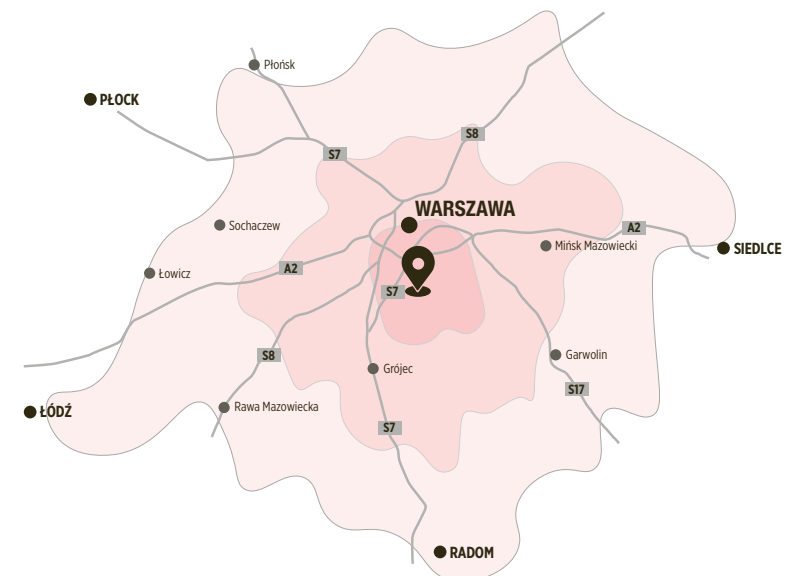 Płońsk
PŁOCK
S8
S7
WARSZAWA
Sochaczew
A2
Mińsk Mazowiecki
SIEDLCE
A2
Łowicz
S7
S8
Garwolin
Grójec
S17
Rawa Mazowiecka
ŁÓDŹ
S7
RADOM